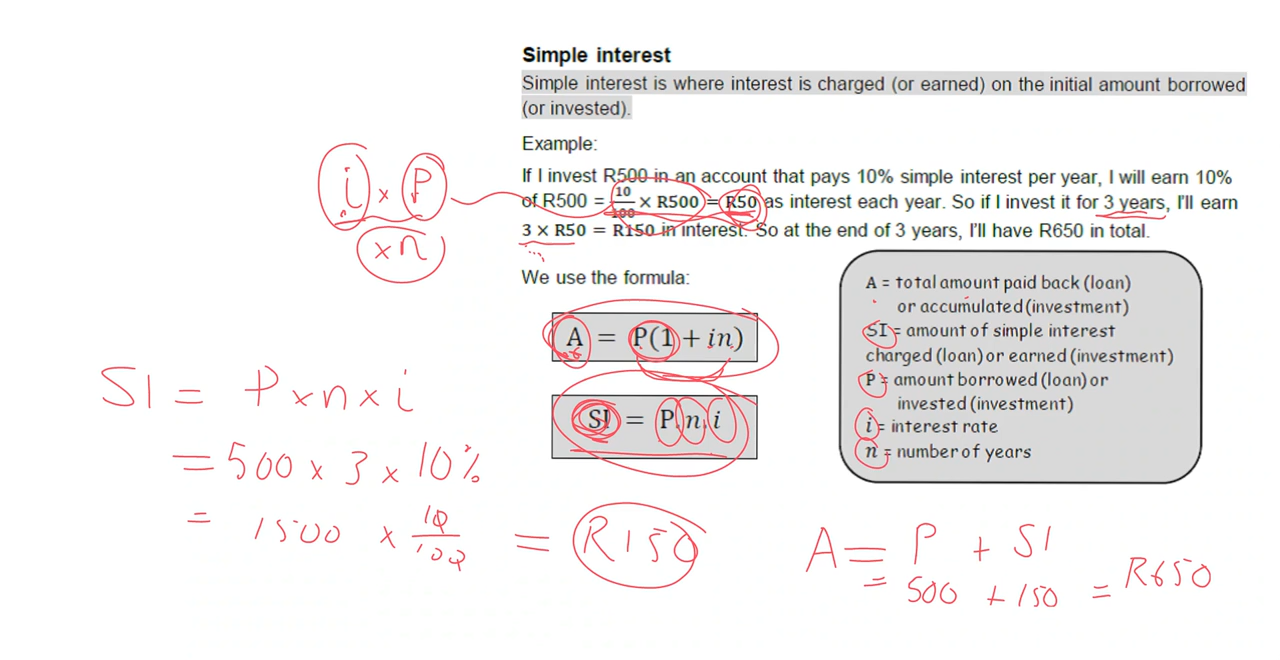 Simple interest
Simple interest is where interest is charged (or earned) on the initial amount borrowed
(or invested).
Example:
If I invest R500 in an account that pays 10% simple interest per year, I will earn 10%
of R500 = 10/100 × R500 = R50 as interest each year. So if I invest it for 3 years, I'll earn
3 × R50 = R150 in interest. So at the end of 3 years, I'll have R650 in total.
i × P
× n
We use the formula:
A = P(1 + in)
SI = P.n.i
A = total amount paid back (loan)
or accumulated (investment)
SI = amount of simple interest
charged (loan) or earned (investment)
P = amount borrowed (loan) or
invested (investment)
i = interest rate
n = number of years
SI = P × n × i
= 500 × 3 × 10%
= 1500 × 10/100 = R150
A = P + SI
= 500 + 150 = R650